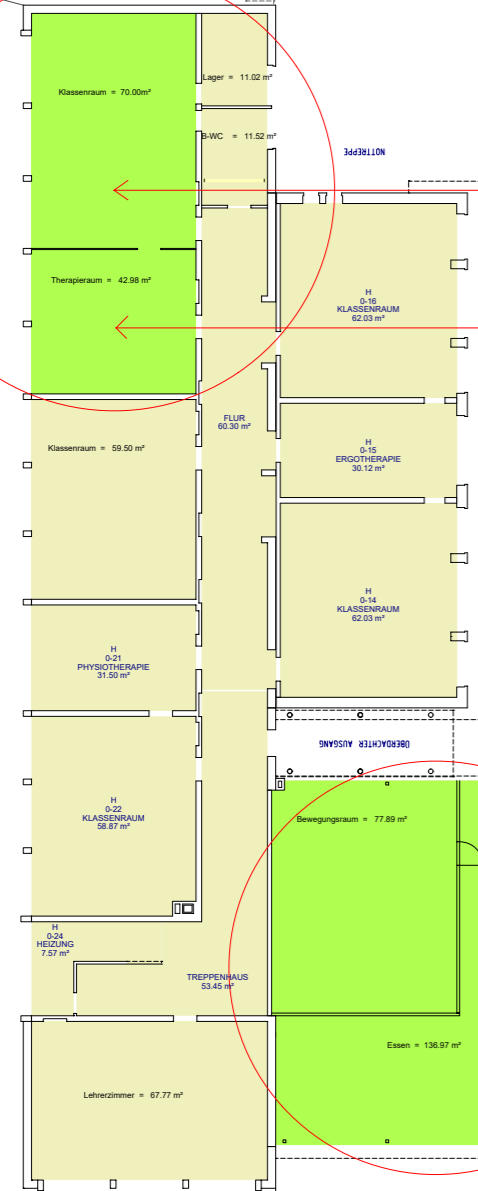 Lager = 11.02 m²
Klassenraum = 70.00m²
B-WC = 11.52 m²
NOTTREPPE
Therapieraum = 42.98 m²
H
0-16
KLASSENRAUM
62.03 m²
FLUR
60.30 m²
Klassenraum = 59.50 m²
H
0-15
ERGOTHERAPIE
30.12 m²
H
0-14
KLASSENRAUM
62.03 m²
H
0-21
PHYSIOTHERAPIE
31.50 m²
ÜBERDACHTER AUSGANG
H
0-22
KLASSENRAUM
58.87 m²
Bewegungsraum = 77.89 m²
H
0-24
HEIZUNG
7.57 m²
TREPPENHAUS
53.45 m²
Essen = 136.97 m²
Lehrerzimmer = 67.77 m²